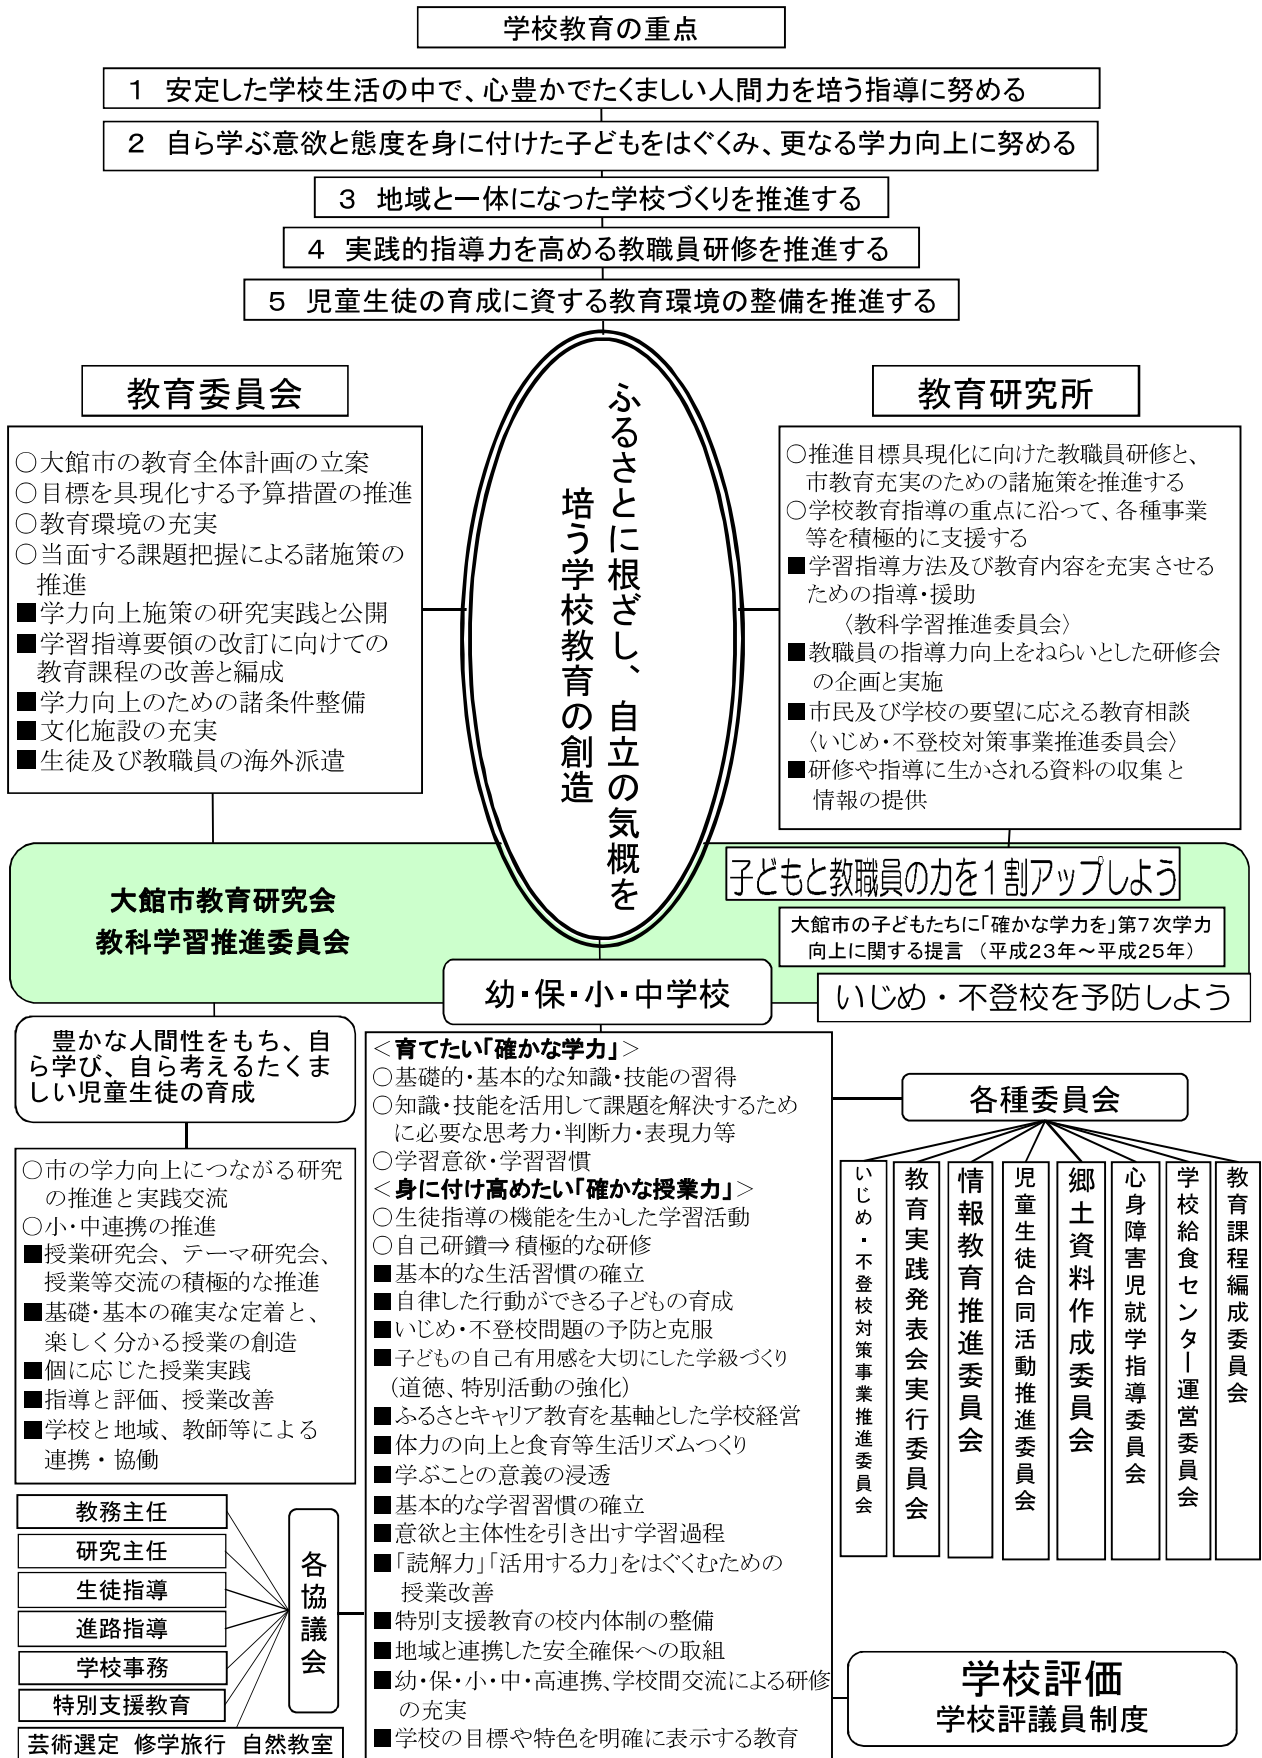 学校教育の重点
1 安定した学校生活の中で、心豊かでたくましい人間力を培う指導に努める
2 自ら学ぶ意欲と態度を身に付けた子どもをはぐくみ、更なる学力向上に努める
3 地域と一体になった学校づくりを推進する
4 実践的指導力を高める教職員研修を推進する
5 児童生徒の育成に資する教育環境の整備を推進する
ふるさとに根ざし、自立の気概を
培う学校教育の創造
教育委員会
○大館市の教育全体計画の立案
○目標を具現化する予算措置の推進
○教育環境の充実
○当面する課題把握による諸施策の
推進
■学力向上施策の研究実践と公開
■学習指導要領の改訂に向けての
教育課程の改善と編成
■学力向上のための諸条件整備
■文化施設の充実
■生徒及び教職員の海外派遣
教育研究所
○推進目標具現化に向けた教職員研修と、
市教育充実のための諸施策を推進する
○学校教育指導の重点に沿って、各種事業
等を積極的に支援する
■学習指導方法及び教育内容を充実させる
ための指導・援助
〈教科学習推進委員会〉
■教職員の指導力向上をねらいとした研修会
の企画と実施
■市民及び学校の要望に応える教育相談
〈いじめ・不登校対策事業推進委員会〉
■研修や指導に生かされる資料の収集と
情報の提供
大館市教育研究会
教科学習推進委員会
子どもと教職員の力を1割アップしよう
大館市の子どもたちに「確かな学力を」第7次学力
向上に関する提言 （平成23年～平成25年）
いじめ・不登校を予防しよう
幼・保・小・中学校
豊かな人間性をもち、自
ら学び、自ら考えるたくま
しい児童生徒の育成
○市の学力向上につながる研究
の推進と実践交流
○小・中連携の推進
■授業研究会、テーマ研究会、
授業等交流の積極的な推進
■基礎・基本の確実な定着と、
楽しく分かる授業の創造
■個に応じた授業実践
■指導と評価、授業改善
■学校と地域、教師等による
連携・協働
教務主任
研究主任
生徒指導
進路指導
学校事務
特別支援教育
芸術選定 修学旅行 自然教室
各協議会
＜育てたい「確かな学力」＞
○基礎的・基本的な知識・技能の習得
○知識・技能を活用して課題を解決するため
に必要な思考力・判断力・表現力等
○学習意欲・学習習慣
＜身に付け高めたい「確かな授業力」＞
○生徒指導の機能を生かした学習活動
○自己研鑽⇒積極的な研修
■基本的な生活習慣の確立
■自律した行動ができる子どもの育成
■いじめ・不登校問題の予防と克服
■子どもの自己有用感を大切にした学級づくり
（道徳、特別活動の強化）
■ふるさとキャリア教育を基軸とした学校経営
■体力の向上と食育等生活リズムつくり
■学ぶことの意義の浸透
■基本的な学習習慣の確立
■意欲と主体性を引き出す学習過程
■「読解力」「活用する力」をはぐくむための
授業改善
■特別支援教育の校内体制の整備
■地域と連携した安全確保への取組
■幼・保・小・中・高連携、学校間交流による研修
の充実
■学校の目標や特色を明確に表示する教育
各種委員会
いじめ・不登校対策事業推進委員会
教育実践発表会実行委員会
情報教育推進委員会
児童生徒合同活動推進委員会
郷土資料作成委員会
心身障害児就学指導委員会
学校給食センター運営委員会
教育課程編成委員会
学校評価
学校評議員制度